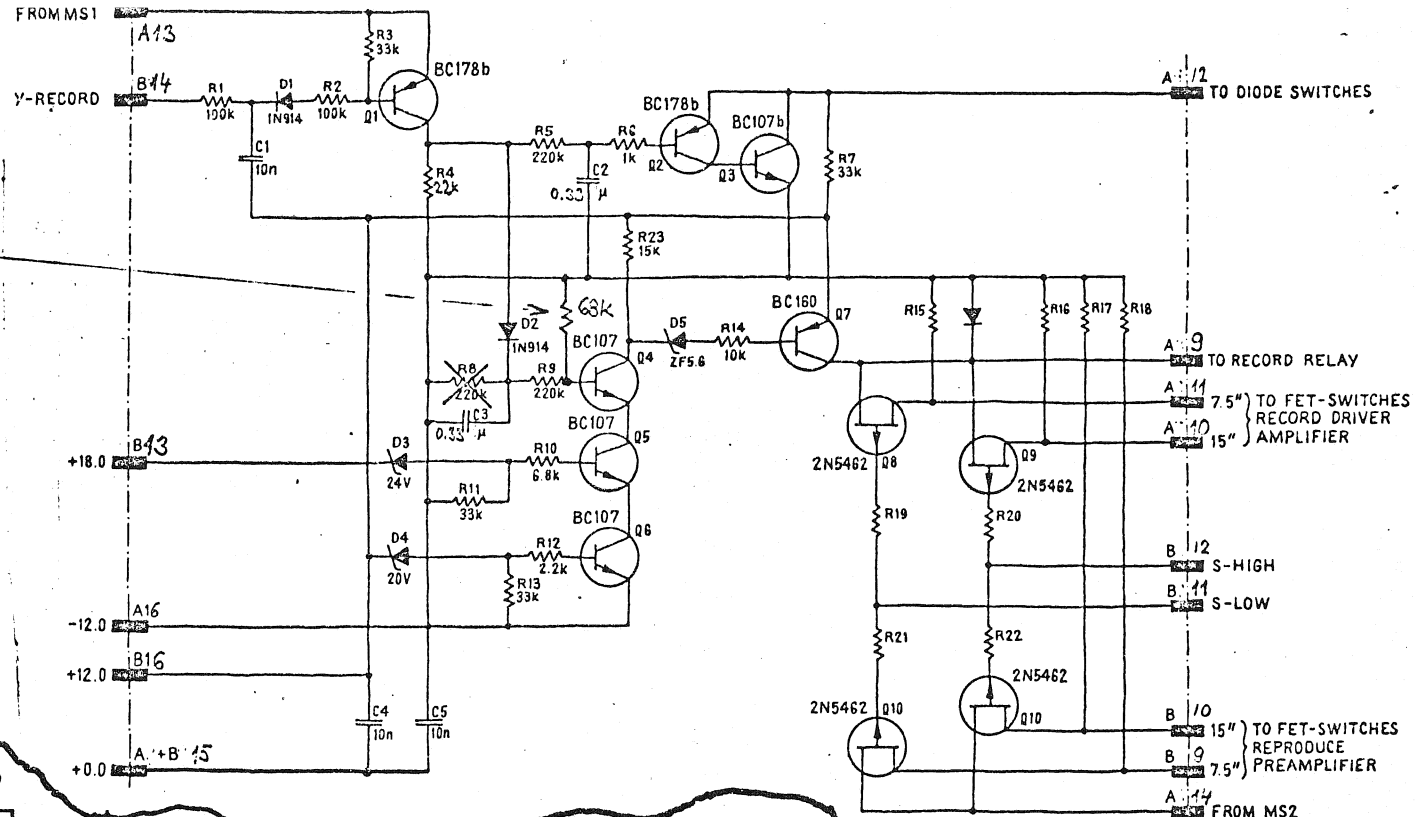 FROM MS1
A13
R3
33k
BC178b
Q1
Y-RECORD
B 14
R1
100k
D1
1N914
R2
100k
C1
10n
R4
22k
R5
220k
R6
1k
C2
0.33 µ
BC178b
Q2
BC107b
Q3
R7
33k
A 12
TO DIODE SWITCHES
R23
15k
68k
D2
1N914
BC107
Q4
D5
ZF5.6
R14
10k
BC160
Q7
R15
R16
R17
R18
R8
220k
R9
220k
C3
0.33 µ
A 9
TO RECORD RELAY
A 11
7.5"
A 10
15"
TO FET-SWITCHES
RECORD DRIVER
AMPLIFIER
BC107
Q5
B 13
+18.0
D3
24V
R10
6.8k
R11
33k
2N5462
Q8
Q9
2N5462
BC107
Q6
D4
20V
R12
2.2k
R13
33k
R19
R20
B 12
S-HIGH
B 11
S-LOW
A16
-12.0
B16
+12.0
R21
R22
2N5462
Q10
2N5462
Q10
C4
10n
C5
10n
A + B 15
+0.0
B 10
15"
B 9
7.5"
TO FET-SWITCHES
REPRODUCE
PREAMPLIFIER
A 14
FROM MS2